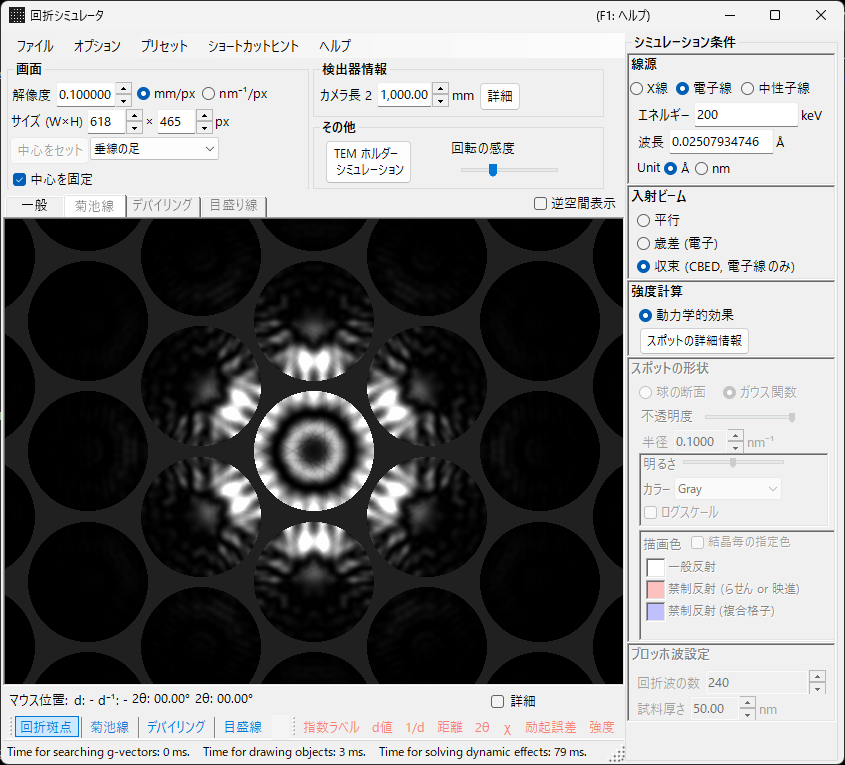 回折シミュレータ
(F1: ヘルプ)
ファイル オプション プリセット ショートカットヒント ヘルプ
画面
解像度 0.100000 mm/px nm⁻¹/px
サイズ (W×H) 618 × 465 px
中心をセット 垂線の足
中心を固定
検出器情報
カメラ長 2 1,000.00 mm 詳細
その他
TEM ホルダー
シミュレーション
回転の感度
一般 菊池線 デバイリング 目盛り線
逆空間表示
シミュレーション条件
線源
X線 電子線 中性子線
エネルギー 200 keV
波長 0.02507934746 Å
Unit Å nm
入射ビーム
平行
歳差 (電子)
収束 (CBED, 電子線のみ)
強度計算
動力学的効果
スポットの詳細情報
スポットの形状
球の断面 ガウス関数
不透明度
半径 0.1000 nm⁻¹
明るさ
カラー Gray
ログスケール
描画色 結晶毎の指定色
一般反射
禁制反射 (らせん or 映進)
禁制反射 (複合格子)
ブロッホ波設定
回折波の数 240
試料厚さ 50.00 nm
マウス位置: d: - d⁻¹: - 2θ: 00.00° 2θ: 00.00°
詳細
回折斑点 菊池線 デバイリング 目盛線 指数ラベル d値 1/d 距離 2θ χ 励起誤差 強度
Time for searching g-vectors: 0 ms. Time for drawing objects: 3 ms. Time for solving dynamic effects: 79 ms.